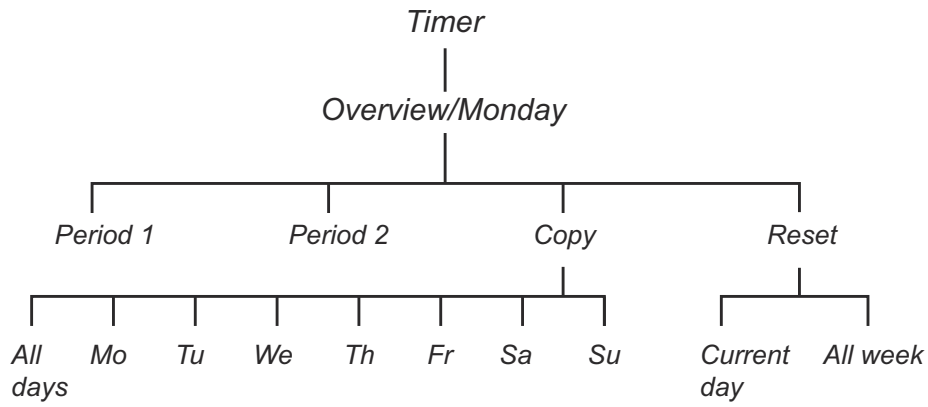 Timer
Overview/Monday
Period 1 Period 2 Copy Reset
All days Mo Tu We Th Fr Sa Su Current day All week